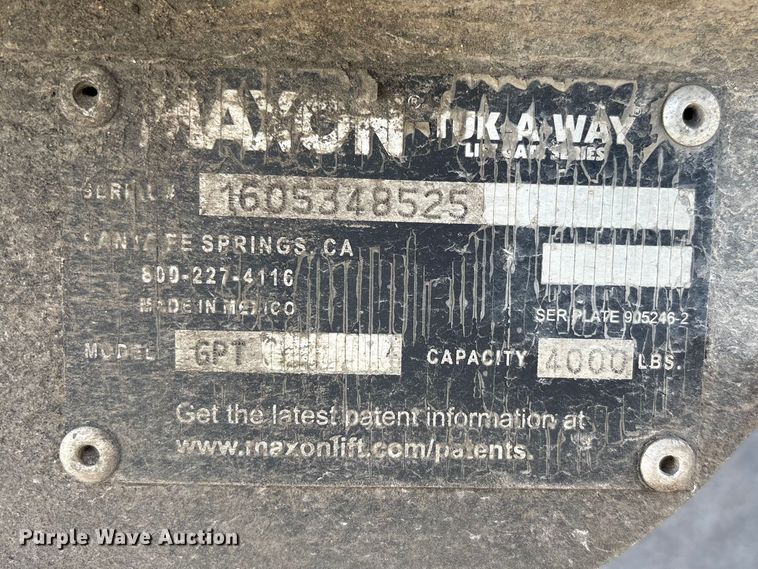 MAXON® TUK-A-WAY
LIFTGATE SERIES
SERIAL # 1605348525
SANTA FE SPRINGS, CA
800-227-4116
MADE IN MEXICO
SER.PLATE 905246-2
MODEL GPT CAPACITY 4000 LBS.
Get the latest patent information at
www.maxonlift.com/patents.
Purple Wave Auction